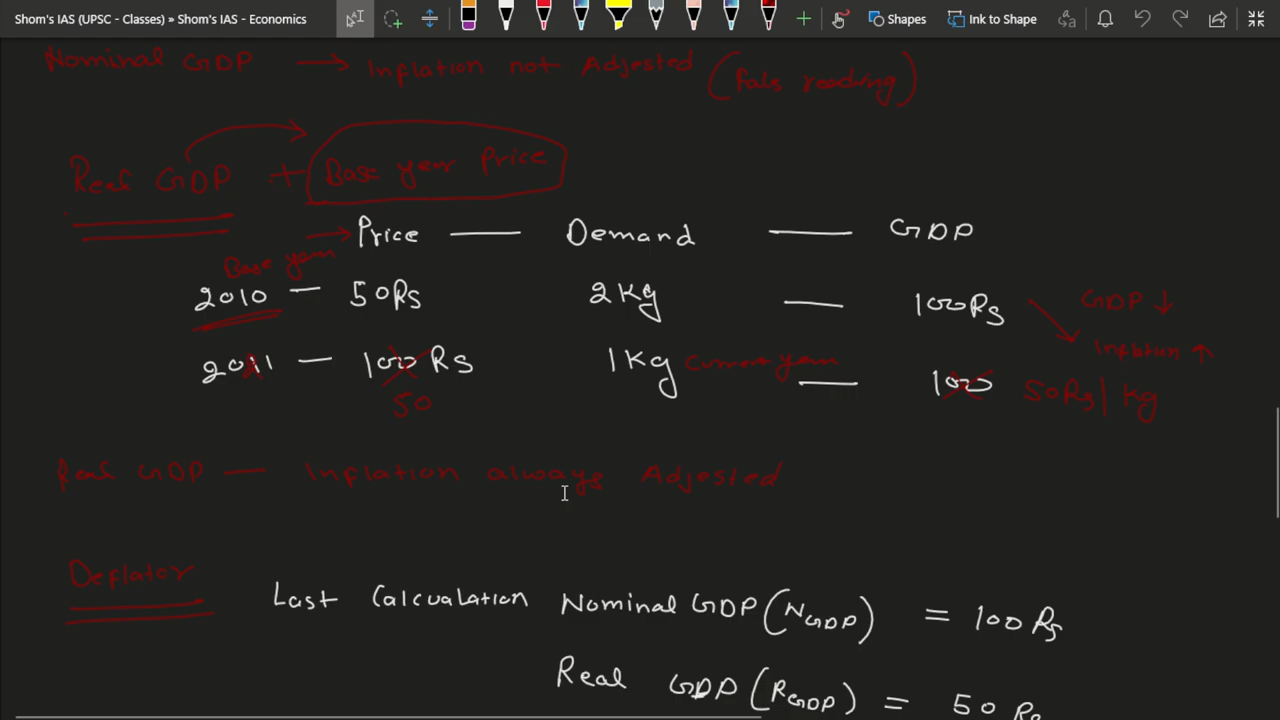 Shom's IAS (UPSC - Classes) » Shom's IAS - Economics Shapes Ink to Shape
Nominal GDP → Inflation not Adjusted (Fals reading)
Real GDP + Base year Price
Price — Demand — GDP
Base year
2010 — 50Rs 2Kg — 100Rs GDP ↓
Inflation ↑
2011 — 100 Rs 1Kg Current year — 100 50Rs/Kg
50
Real GDP — Inflation always Adjested
Deflator
Last Calcualation Nominal GDP (NGDP) = 100 Rs
Real GDP (RGDP) = 50 Rs